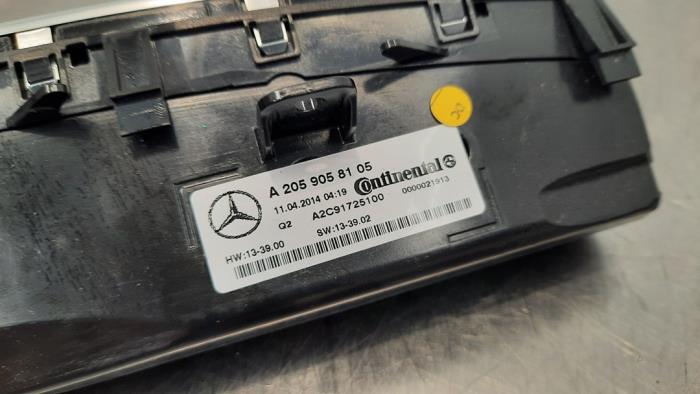 A 205 905 81 05
11.04.2014 04:19 Continental
Q2 A2C91725100 0000021913
HW:13-39.00 SW:13-39.02